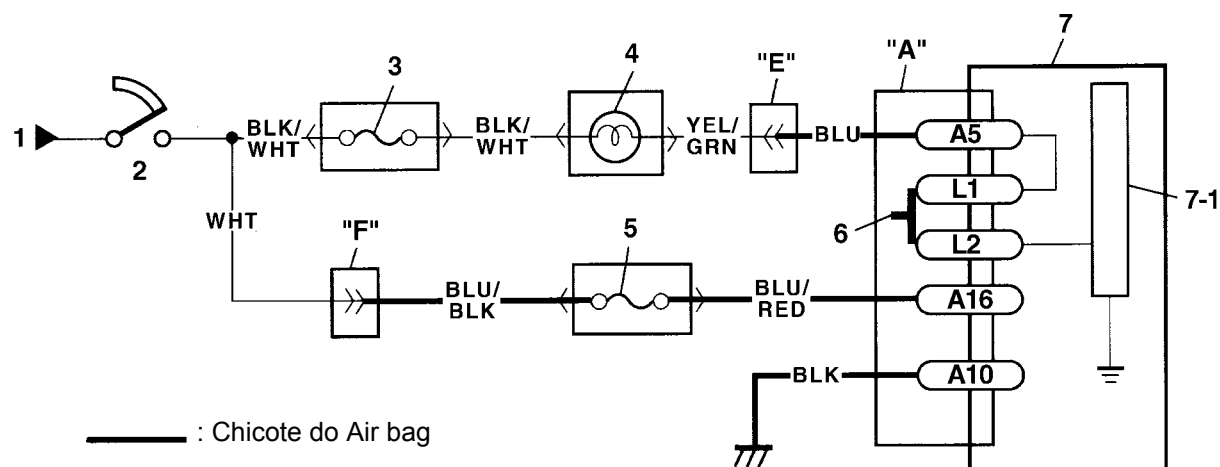 7
"A"
3
4
"E"
1
2
BLK/
WHT
BLK/
WHT
YEL/
GRN
BLU
A5
L1
7-1
WHT
"F"
5
6
L2
BLU/
BLK
BLU/
RED
A16
BLK
A10
: Chicote do Air bag